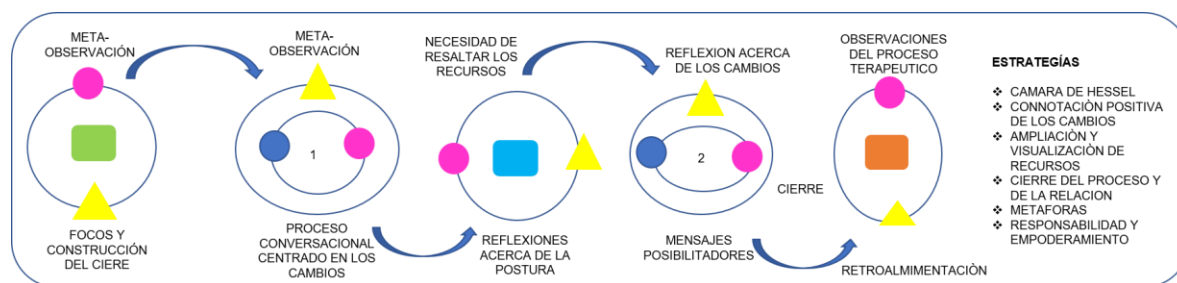 META-
OBSERVACIÓN
FOCOS Y
CONSTRUCCIÓN
DEL CIERE
META-
OBSERVACIÓN
1
PROCESO
CONVERSACIONAL
CENTRADO EN LOS
CAMBIOS
NECESIDAD DE
RESALTAR LOS
RECURSOS
REFLEXIONES
ACERCA DE LA
POSTURA
REFLEXION ACERCA
DE LOS CAMBIOS
2
CIERRE
MENSAJES
POSIBILITADORES
OBSERVACIONES
DEL PROCESO
TERAPEUTICO
RETROALMIMENTACIÒN
ESTRATEGÍAS
❖ CAMARA DE HESSEL
❖ CONNOTACIÒN POSITIVA
DE LOS CAMBIOS
❖ AMPLIACIÒN Y
VISUALIZACIÒN DE
RECURSOS
❖ CIERRE DEL PROCESO Y
DE LA RELACION
❖ METAFORAS
❖ RESPONSABILIDAD Y
EMPODERAMIENTO